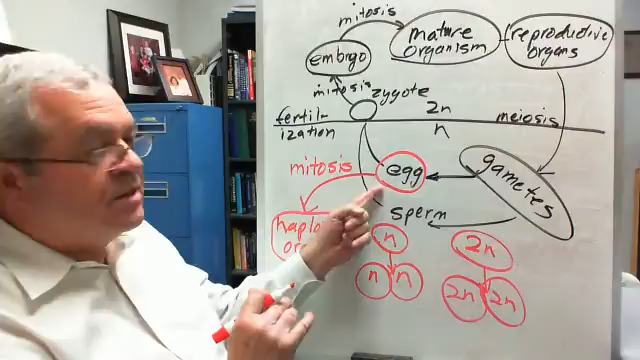 mitosis
mature
organism
reproductive
organs
embryo
mitosis
zygote
2n
fertil-
ization
n
meiosis
mitosis
egg
gametes
sperm
n
2n
n
n
2n
2n